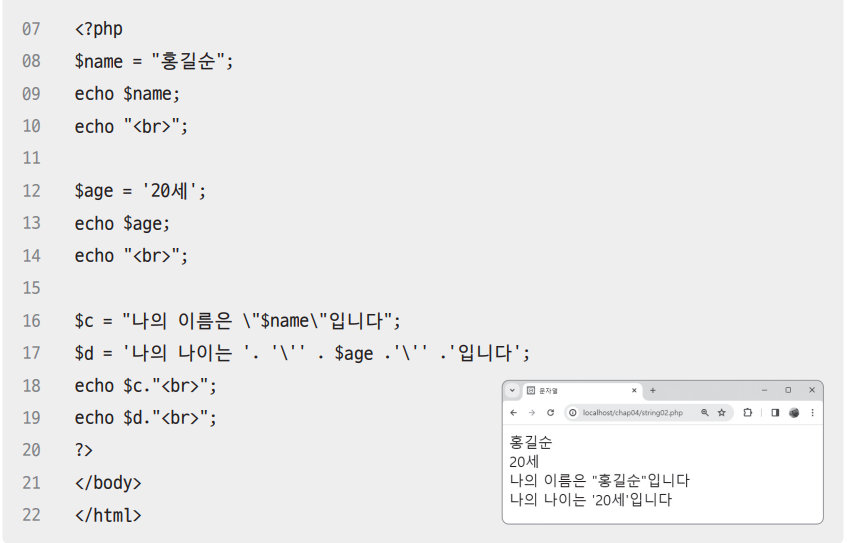 07 <?php
08 $name = "홍길순";
09 echo $name;
10 echo "<br>";
11
12 $age = '20세';
13 echo $age;
14 echo "<br>";
15
16 $c = "나의 이름은 \"$name\"입니다";
17 $d = '나의 나이는 '. '\'' . $age .'\'' .'입니다';
18 echo $c."<br>";
19 echo $d."<br>";
20 ?>
21 </body>
22 </html>
문자열
localhost/chap04/string02.php
홍길순
20세
나의 이름은 "홍길순"입니다
나의 나이는 '20세'입니다